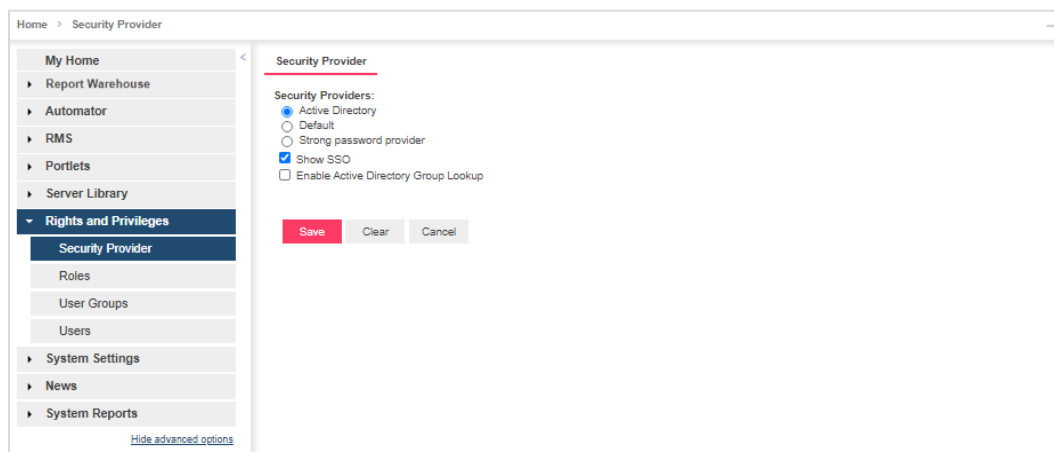 Home > Security Provider
My Home
Report Warehouse
Automator
RMS
Portlets
Server Library
Rights and Privileges
Security Provider
Roles
User Groups
Users
System Settings
News
System Reports
Hide advanced options
Security Provider
Security Providers:
Active Directory
Default
Strong password provider
Show SSO
Enable Active Directory Group Lookup
Save Clear Cancel